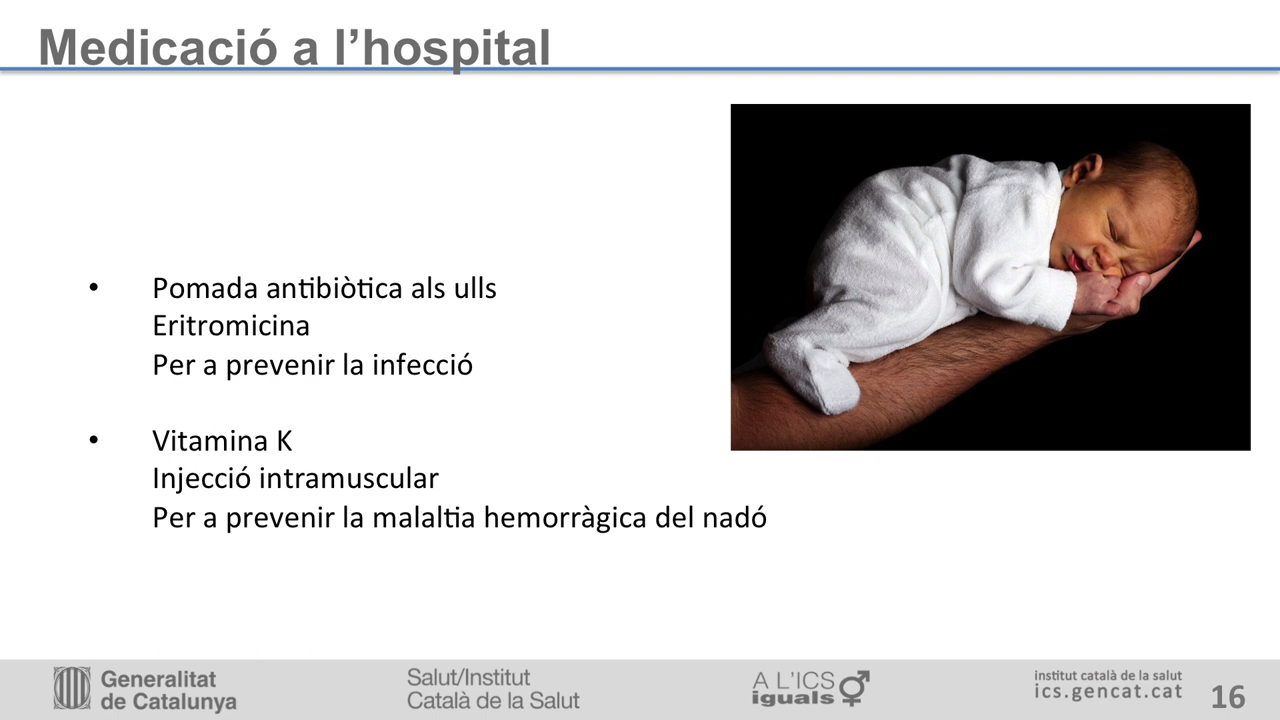 Medicació a l’hospital
• Pomada antibiòtica als ulls
Eritromicina
Per a prevenir la infecció
• Vitamina K
Injecció intramuscular
Per a prevenir la malaltia hemorràgica del nadó
Generalitat
de Catalunya
Salut/Institut
Català de la Salut
A L'ICS
iguals
institut català de la salut
ics.gencat.cat
16